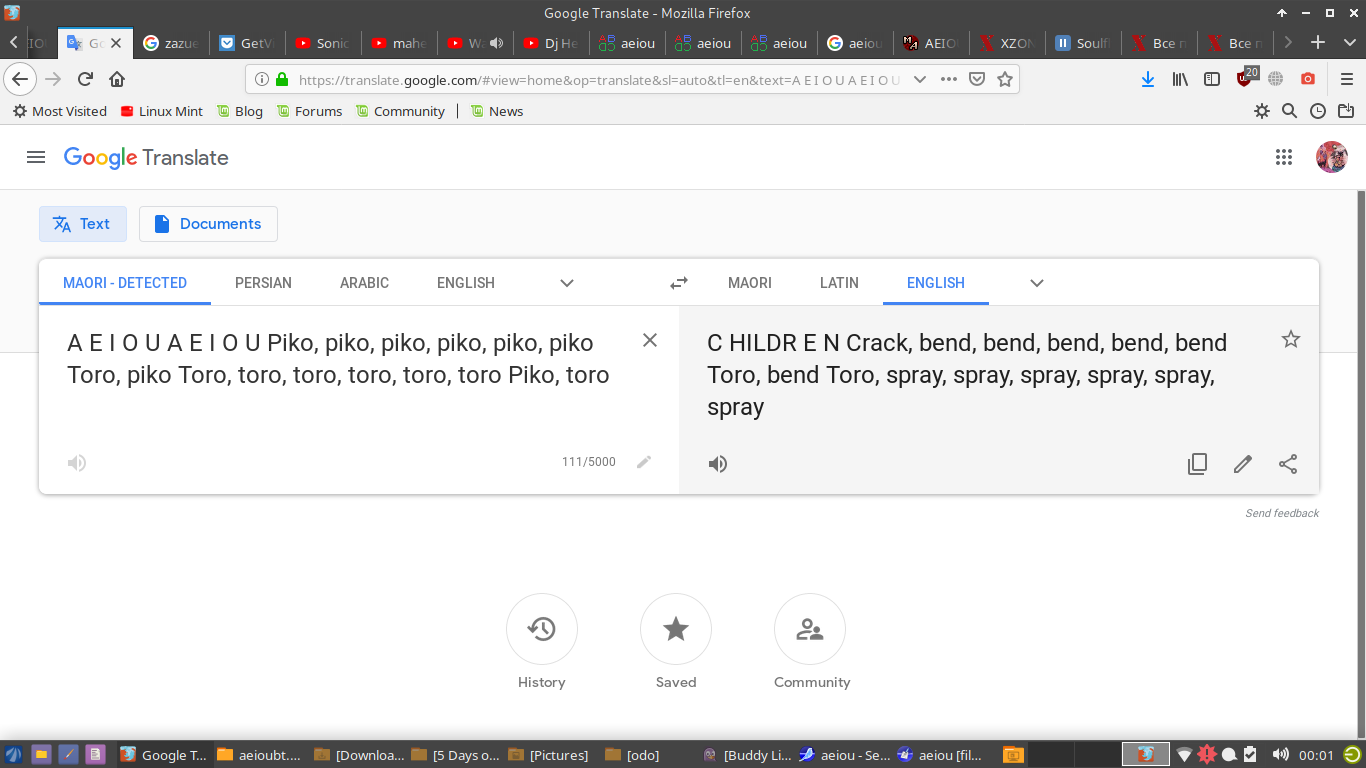 Google Translate - Mozilla Firefox
zazue
GetV
Sonic
mahe
Wa
Dj He
aeiou
aeiou
aeiou
aeiou
AEIO
XZON
Soulf
Все п
Все п
https://translate.google.com/#view=home&op=translate&sl=auto&tl=en&text=A E I O U A E I O U
20
Most Visited Linux Mint Blog Forums Community News
Google Translate
Text Documents
MAORI - DETECTED PERSIAN ARABIC ENGLISH MAORI LATIN ENGLISH
A E I O U A E I O U Piko, piko, piko, piko, piko, piko
Toro, piko Toro, toro, toro, toro, toro, toro Piko, toro
111/5000
C HILDR E N Crack, bend, bend, bend, bend, bend
Toro, bend Toro, spray, spray, spray, spray, spray,
spray
Send feedback
History Saved Community
Google T... aeioubt.... [Downloa... [5 Days o... [Pictures] [odo] [Buddy Li... aeiou - Se... aeiou [fil... 00:01